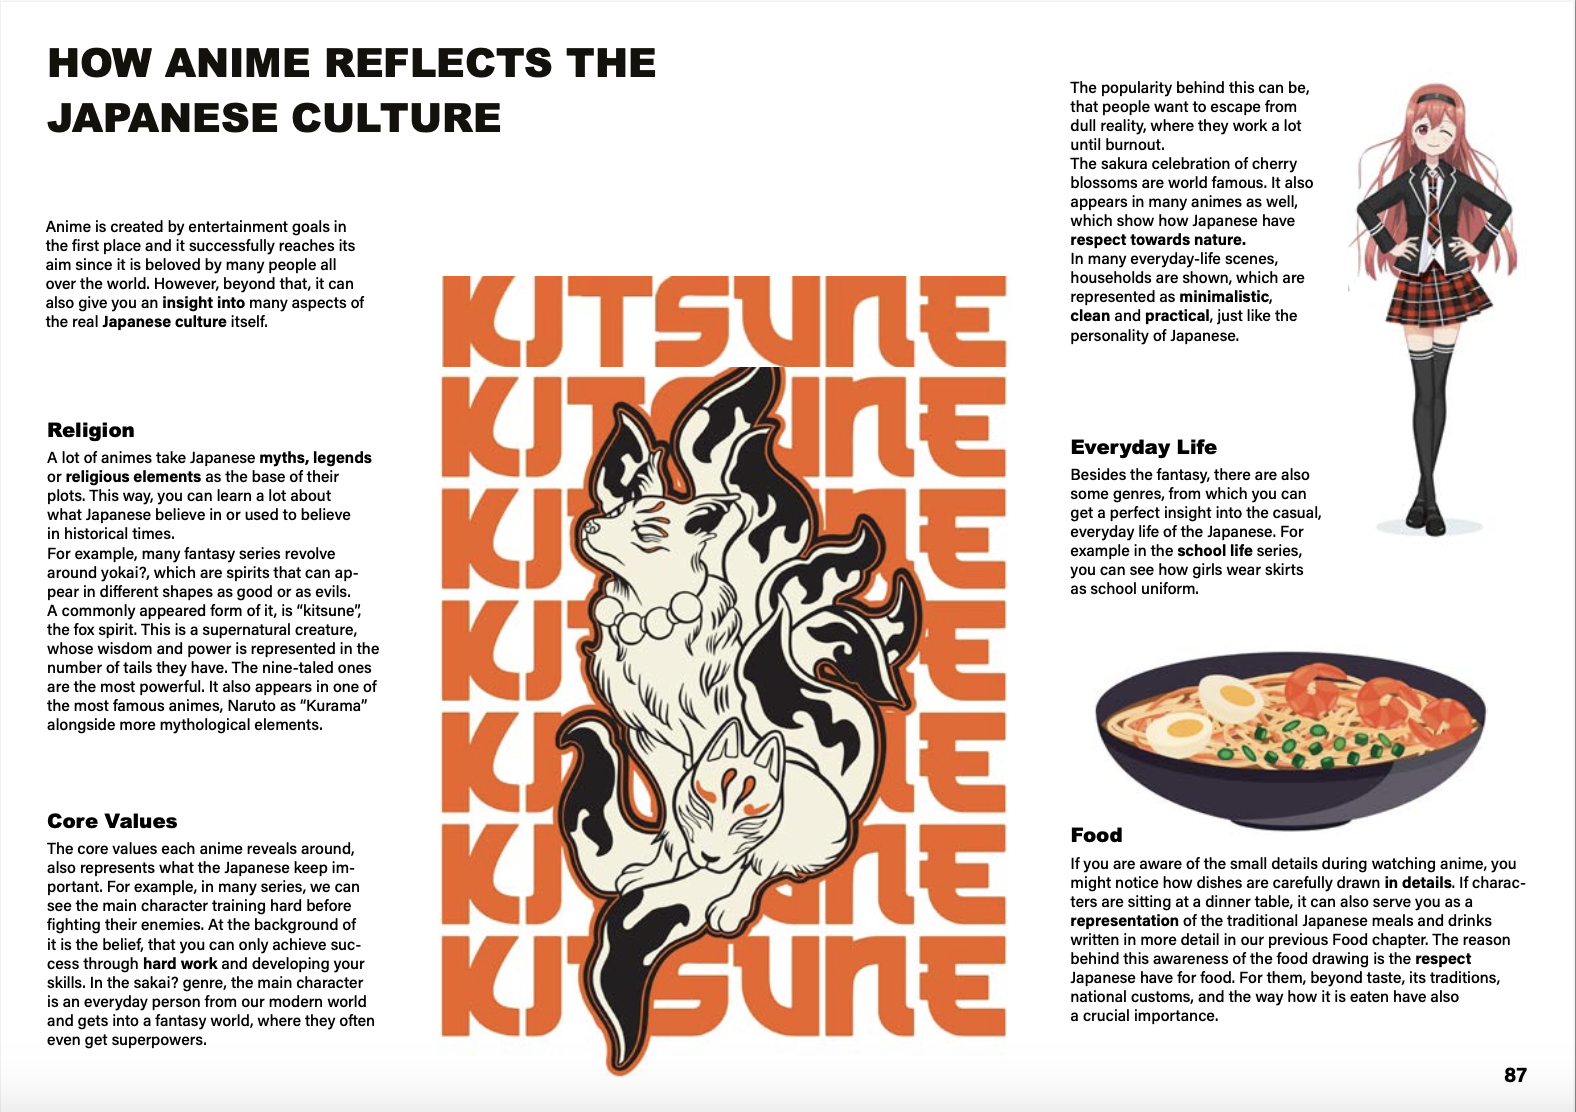 HOW ANIME REFLECTS THE
JAPANESE CULTURE
Anime is created by entertainment goals in
the first place and it successfully reaches its
aim since it is beloved by many people all
over the world. However, beyond that, it can
also give you an insight into many aspects of
the real Japanese culture itself.
Religion
A lot of animes take Japanese myths, legends
or religious elements as the base of their
plots. This way, you can learn a lot about
what Japanese believe in or used to believe
in historical times.
For example, many fantasy series revolve
around yokai?, which are spirits that can ap-
pear in different shapes as good or as evils.
A commonly appeared form of it, is “kitsune”,
the fox spirit. This is a supernatural creature,
whose wisdom and power is represented in the
number of tails they have. The nine-taled ones
are the most powerful. It also appears in one of
the most famous animes, Naruto as “Kurama”
alongside more mythological elements.
Core Values
The core values each anime reveals around,
also represents what the Japanese keep im-
portant. For example, in many series, we can
see the main character training hard before
fighting their enemies. At the background of
it is the belief, that you can only achieve suc-
cess through hard work and developing your
skills. In the sakai? genre, the main character
is an everyday person from our modern world
and gets into a fantasy world, where they often
even get superpowers.
KITSUNE
KITSUNE
KITSUNE
KITSUNE
KITSUNE
KITSUNE
KITSUNE
The popularity behind this can be,
that people want to escape from
dull reality, where they work a lot
until burnout.
The sakura celebration of cherry
blossoms are world famous. It also
appears in many animes as well,
which show how Japanese have
respect towards nature.
In many everyday-life scenes,
households are shown, which are
represented as minimalistic,
clean and practical, just like the
personality of Japanese.
Everyday Life
Besides the fantasy, there are also
some genres, from which you can
get a perfect insight into the casual,
everyday life of the Japanese. For
example in the school life series,
you can see how girls wear skirts
as school uniform.
Food
If you are aware of the small details during watching anime, you
might notice how dishes are carefully drawn in details. If charac-
ters are sitting at a dinner table, it can also serve you as a
representation of the traditional Japanese meals and drinks
written in more detail in our previous Food chapter. The reason
behind this awareness of the food drawing is the respect
Japanese have for food. For them, beyond taste, its traditions,
national customs, and the way how it is eaten have also
a crucial importance.
87